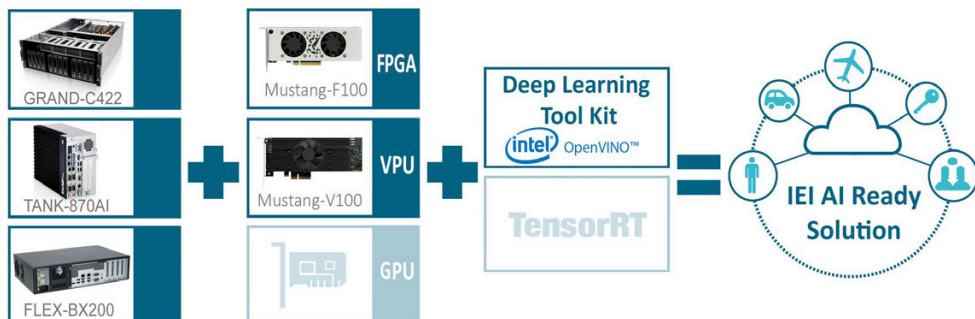 GRAND-C422
TANK-870AI
FLEX-BX200
Mustang-F100
FPGA
Mustang-V100
VPU
GPU
Deep Learning
Tool Kit
intel OpenVINO™
TensorRT
IEI AI Ready
Solution